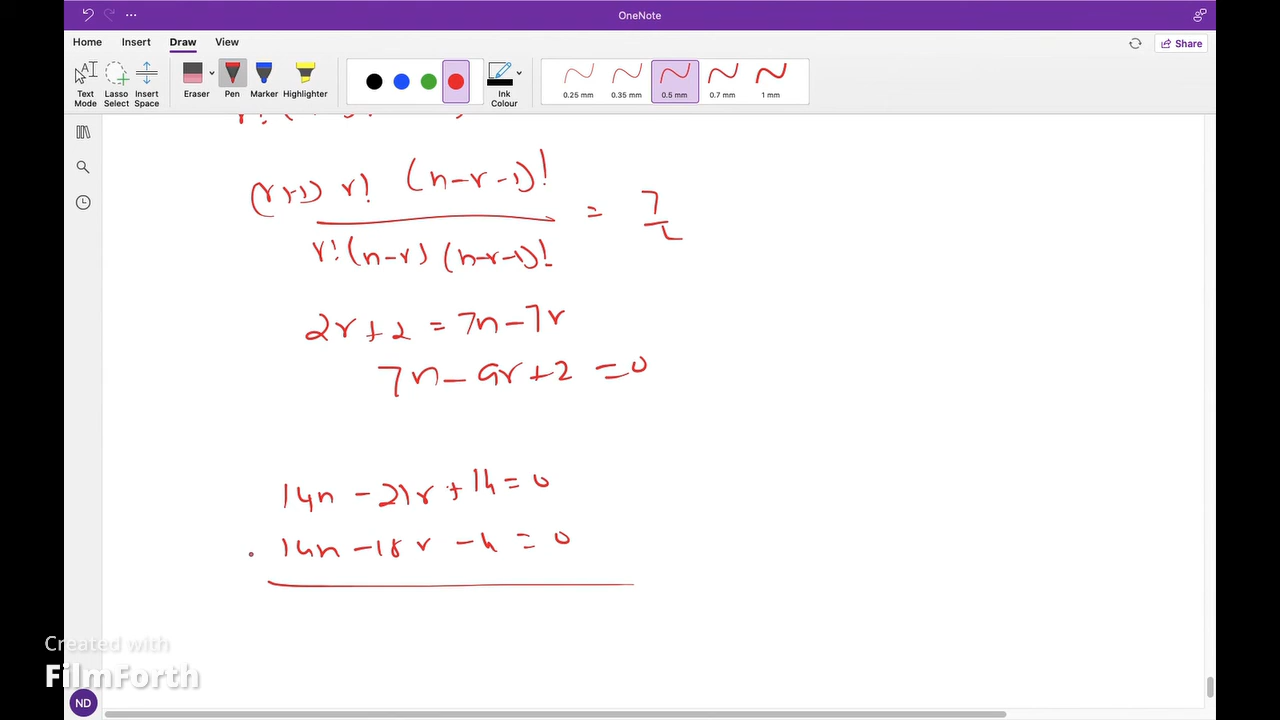 OneNote
Home Insert Draw View
Share
Text Mode
Lasso Select
Insert Space
Eraser
Pen
Marker
Highlighter
Ink Colour
0.25 mm
0.35 mm
0.5 mm
0.7 mm
1 mm
(r+1) r! (n-r-1)!
= 7/2
r! (n-r) (n-r-1)!
2r+2 = 7n-7r
7n-9r+2 =0
14n - 21r + 14 = 0
14n - 18r - 4 = 0
Created with
FilmForth
ND